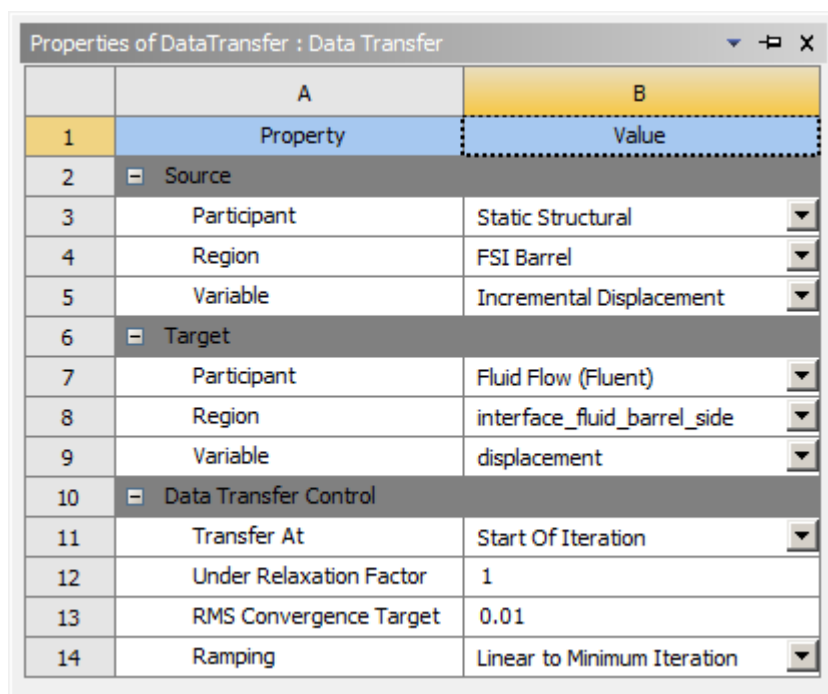 Properties of DataTransfer : Data Transfer
A B
1 Property Value
2 Source
3 Participant Static Structural
4 Region FSI Barrel
5 Variable Incremental Displacement
6 Target
7 Participant Fluid Flow (Fluent)
8 Region interface_fluid_barrel_side
9 Variable displacement
10 Data Transfer Control
11 Transfer At Start Of Iteration
12 Under Relaxation Factor 1
13 RMS Convergence Target 0.01
14 Ramping Linear to Minimum Iteration